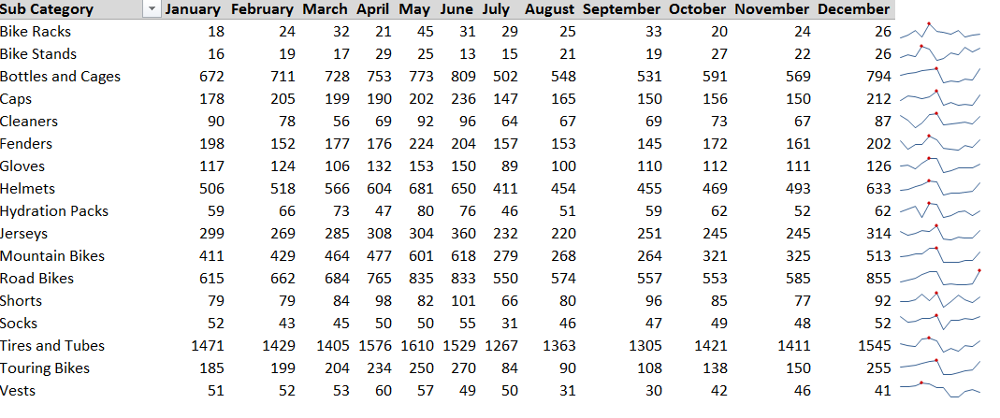 Sub Category January February March April May June July August September October November December
Bike Racks 18 24 32 21 45 31 29 25 33 20 24 26
Bike Stands 16 19 17 29 25 13 15 21 19 27 22 26
Bottles and Cages 672 711 728 753 773 809 502 548 531 591 569 794
Caps 178 205 199 190 202 236 147 165 150 156 150 212
Cleaners 90 78 56 69 92 96 64 67 69 73 67 87
Fenders 198 152 177 176 224 204 157 153 145 172 161 202
Gloves 117 124 106 132 153 150 89 100 110 112 111 126
Helmets 506 518 566 604 681 650 411 454 455 469 493 633
Hydration Packs 59 66 73 47 80 76 46 51 59 62 52 62
Jerseys 299 269 285 308 304 360 232 220 251 245 245 314
Mountain Bikes 411 429 464 477 601 618 279 268 264 321 325 513
Road Bikes 615 662 684 765 835 833 550 574 557 553 585 855
Shorts 79 79 84 98 82 101 66 80 96 85 77 92
Socks 52 43 45 50 50 55 31 46 47 49 48 52
Tires and Tubes 1471 1429 1405 1576 1610 1529 1267 1363 1305 1421 1411 1545
Touring Bikes 185 199 204 234 250 270 84 90 108 138 150 255
Vests 51 52 53 60 57 49 50 31 30 42 46 41